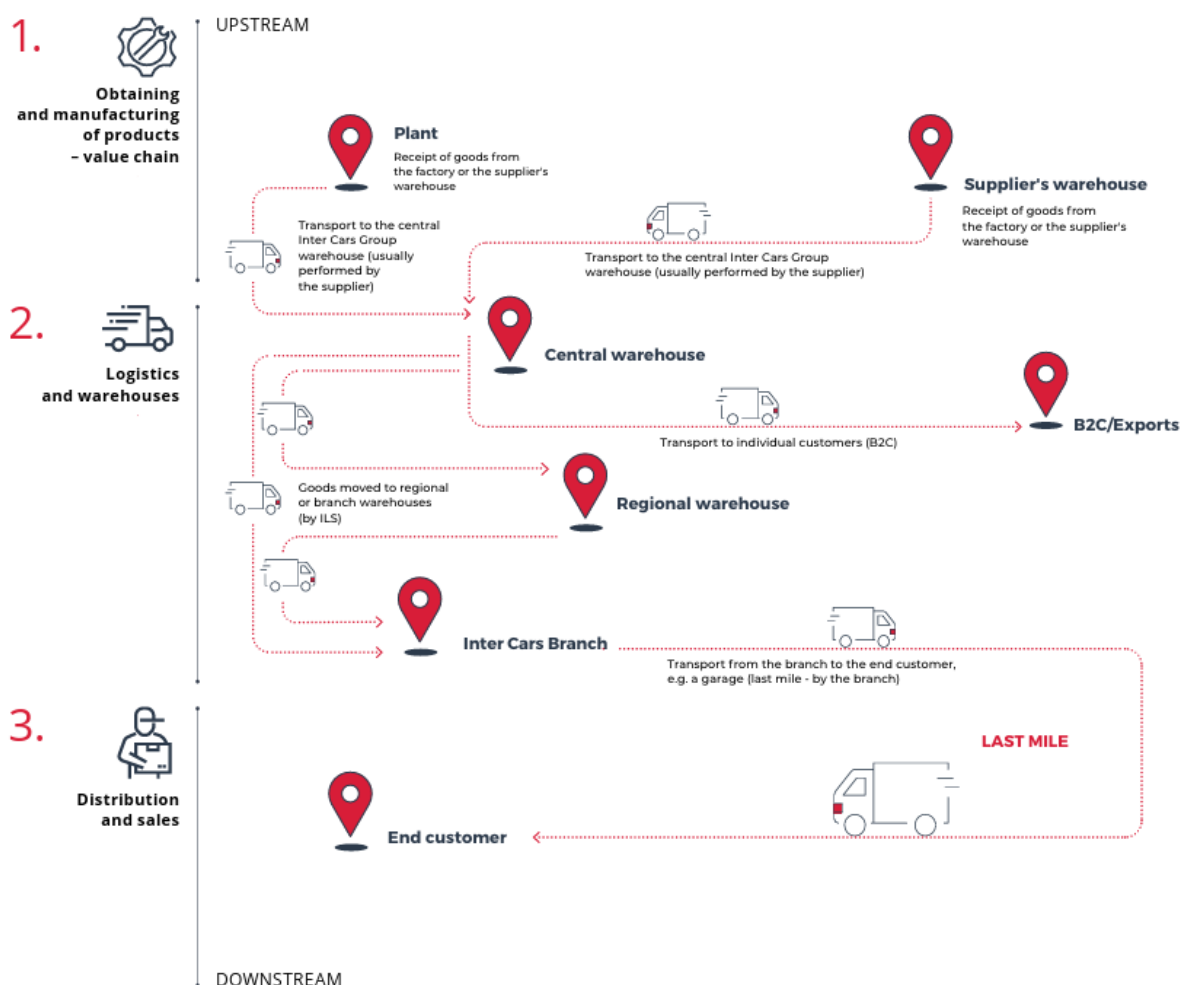 UPSTREAM
1.
Obtaining
and manufacturing
of products
– value chain
Plant
Receipt of goods from
the factory or the supplier's
warehouse
Supplier's warehouse
Receipt of goods from
the factory or the supplier's
warehouse
Transport to the central
Inter Cars Group
warehouse (usually
performed by
the supplier)
Transport to the central Inter Cars Group
warehouse (usually performed by the supplier)
2.
Logistics
and warehouses
Central warehouse
B2C/Exports
Transport to individual customers (B2C)
Goods moved to regional
or branch warehouses
(by ILS)
Regional warehouse
Inter Cars Branch
Transport from the branch to the end customer,
e.g. a garage (last mile - by the branch)
3.
Distribution
and sales
LAST MILE
End customer
DOWNSTREAM